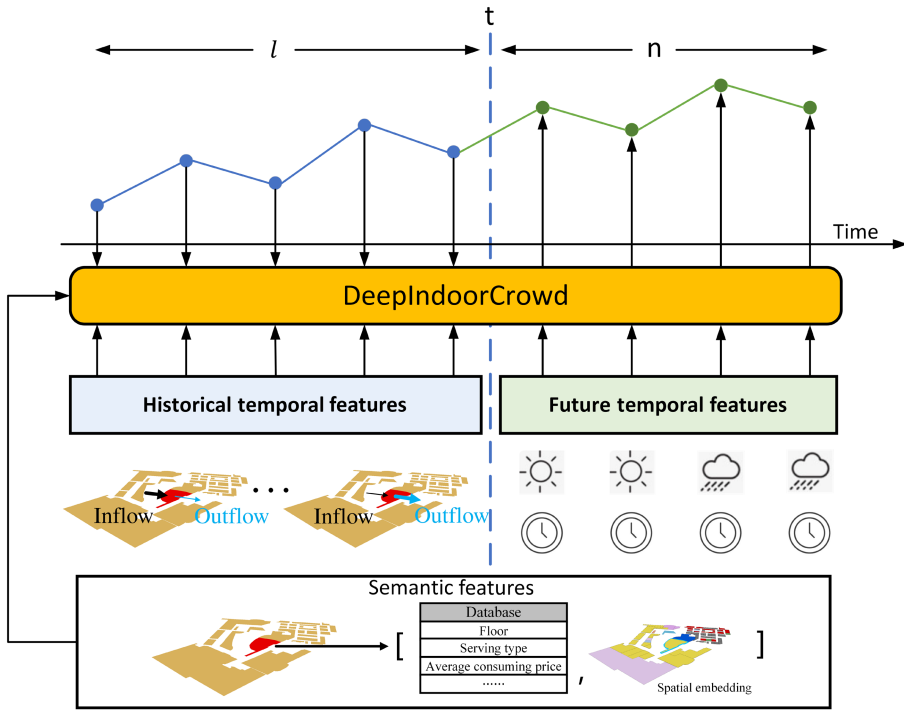 t
l
n
Time
DeepIndoorCrowd
Historical temporal features
Future temporal features
Inflow
Outflow
...
Inflow
Outflow
Semantic features
[
Database
Floor
Serving type
Average consuming price
......
,
Spatial embedding
]